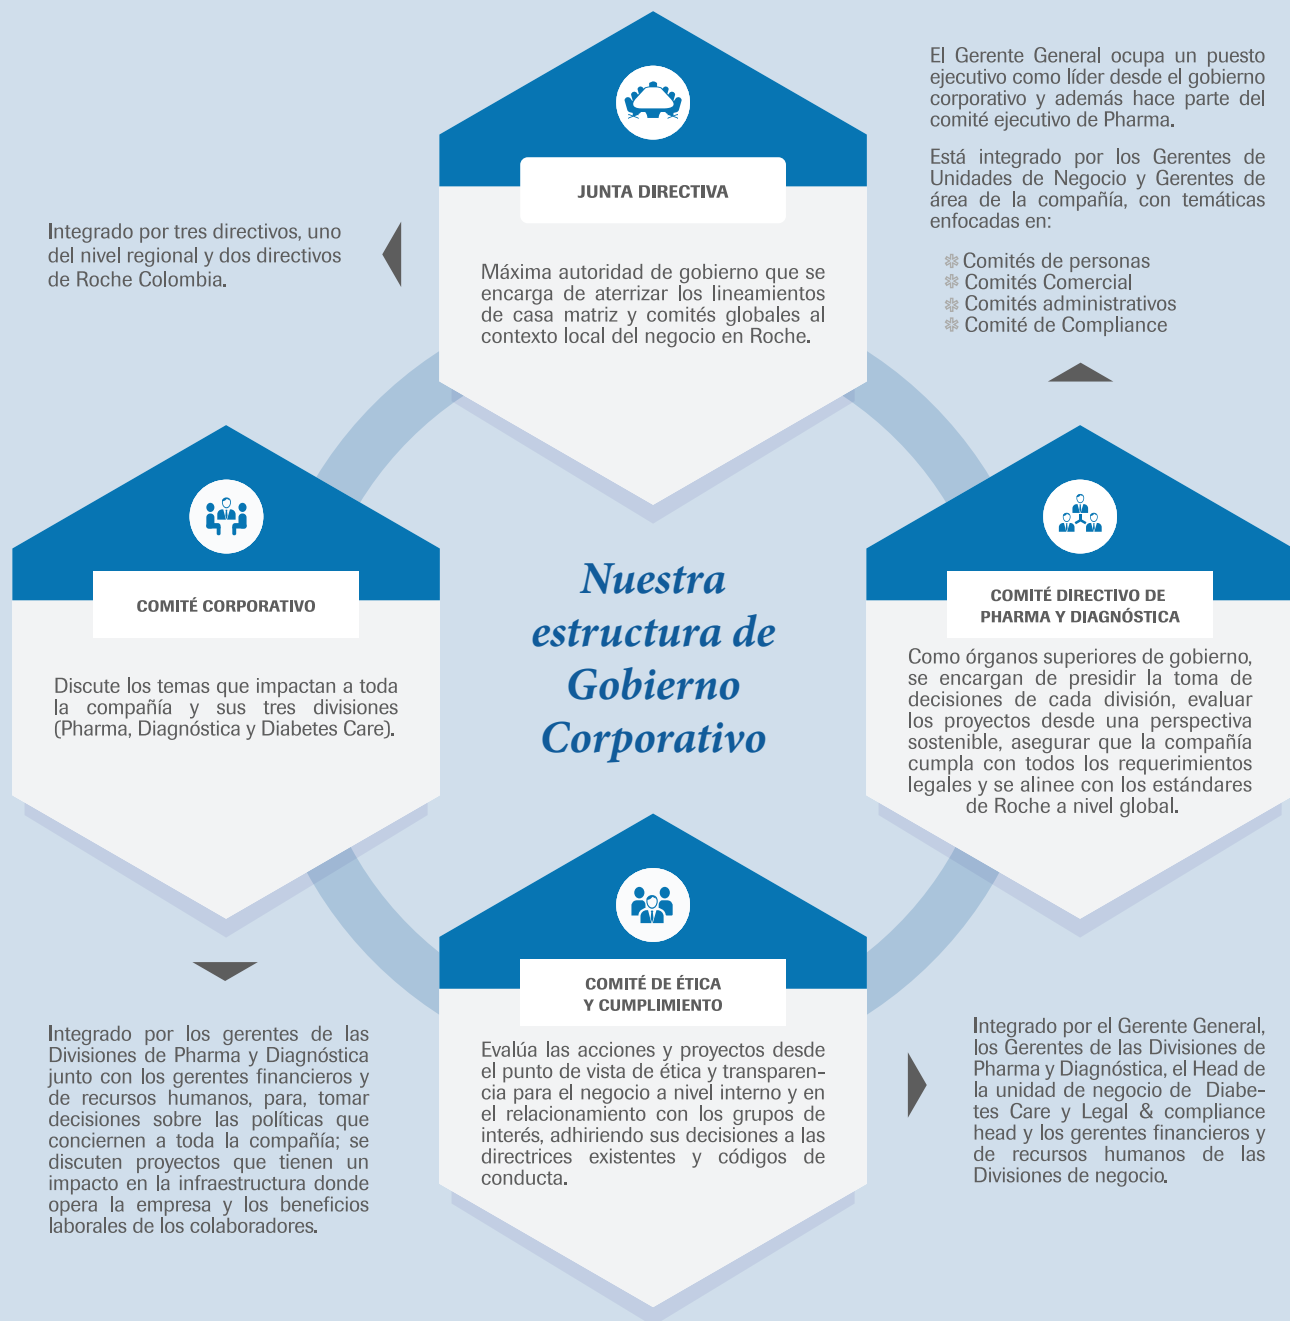 JUNTA DIRECTIVA
Máxima autoridad de gobierno que se
encarga de aterrizar los lineamientos
de casa matriz y comités globales al
contexto local del negocio en Roche.
Integrado por tres directivos, uno
del nivel regional y dos directivos
de Roche Colombia.
El Gerente General ocupa un puesto
ejecutivo como líder desde el gobierno
corporativo y además hace parte del
comité ejecutivo de Pharma.
Está integrado por los Gerentes de
Unidades de Negocio y Gerentes de
área de la compañía, con temáticas
enfocadas en:
Comités de personas
Comités Comercial
Comités administrativos
Comité de Compliance
COMITÉ CORPORATIVO
Discute los temas que impactan a toda
la compañía y sus tres divisiones
(Pharma, Diagnóstica y Diabetes Care).
Nuestra
estructura de
Gobierno
Corporativo
COMITÉ DIRECTIVO DE
PHARMA Y DIAGNÓSTICA
Como órganos superiores de gobierno,
se encargan de presidir la toma de
decisiones de cada división, evaluar
los proyectos desde una perspectiva
sostenible, asegurar que la compañía
cumpla con todos los requerimientos
legales y se alinee con los estándares
de Roche a nivel global.
Integrado por los gerentes de las
Divisiones de Pharma y Diagnóstica
junto con los gerentes financieros y
de recursos humanos, para, tomar
decisiones sobre las políticas que
conciernen a toda la compañía; se
discuten proyectos que tienen un
impacto en la infraestructura donde
opera la empresa y los beneficios
laborales de los colaboradores.
COMITÉ DE ÉTICA
Y CUMPLIMIENTO
Evalúa las acciones y proyectos desde
el punto de vista de ética y transparen-
cia para el negocio a nivel interno y en
el relacionamiento con los grupos de
interés, adhiriendo sus decisiones a las
directrices existentes y códigos de
conducta.
Integrado por el Gerente General,
los Gerentes de las Divisiones de
Pharma y Diagnóstica, el Head de
la unidad de negocio de Diabe-
tes Care y Legal & compliance
head y los gerentes financieros y
de recursos humanos de las
Divisiones de negocio.